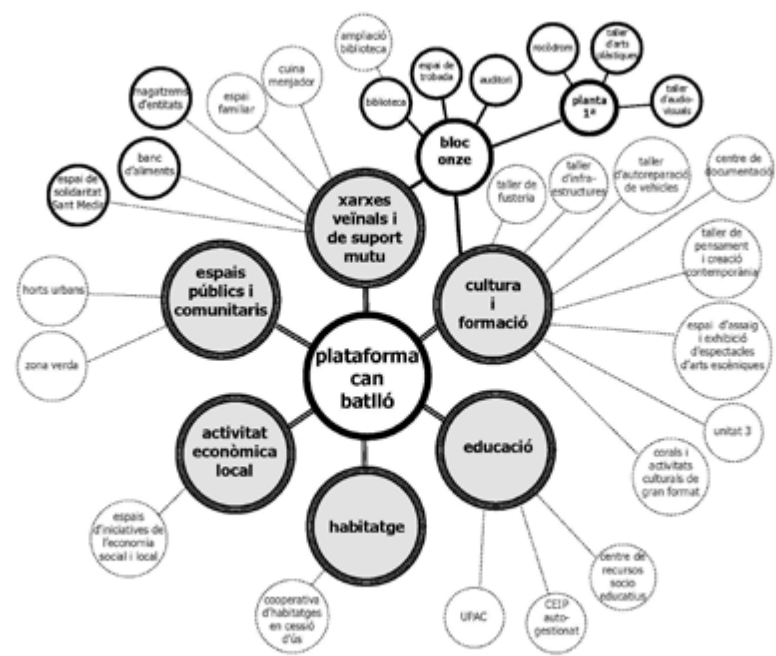 ampliació
biblioteca
cuina
menjador
espai
familiar
magatzems
d'entitats
banc
d'aliments
espai de
solidaritat
Sant Medir
biblioteca
espai de
trobada
auditori
rocòdrom
taller
d'arts
plàstiques
planta
1ª
taller
d'audio-
visuals
bloc
onze
xarxes
veïnals i
de suport
mutu
taller de
fusteria
taller
d'infra-
estructures
taller
d'autoreparació
de vehicles
centre de
documentació
taller de
pensament
i creació
contemporània
espai d'assaig
i exhibició
d'espectacles
d'arts escèniques
unitat 3
corals i
activitats
culturals de
gran format
cultura
i
formació
espais
públics i
comunitaris
horts urbans
zona verda
plataforma
can
batlló
activitat
econòmica
local
espais
d'iniciatives de
l'economia
social i local
habitatge
cooperativa
d'habitatges
en cessió
d'ús
educació
UPAC
CEIP
auto-
gestionat
centre de
recursos
socio
educatius